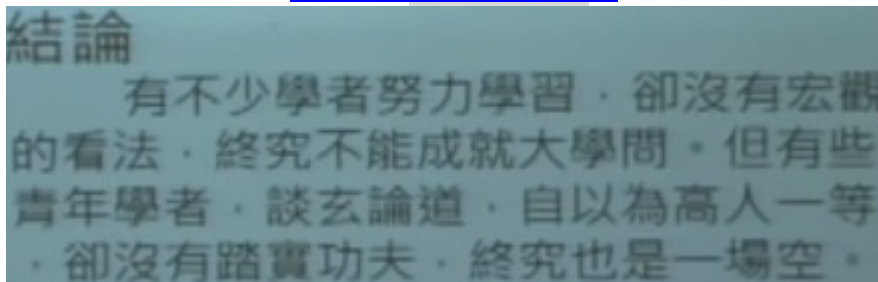 結論
有不少學者努力學習，卻沒有宏觀
的看法，終究不能成就大學問。但有些
青年學者，談玄論道，自以為高人一等
，卻沒有踏實功夫，終究也是一場空。